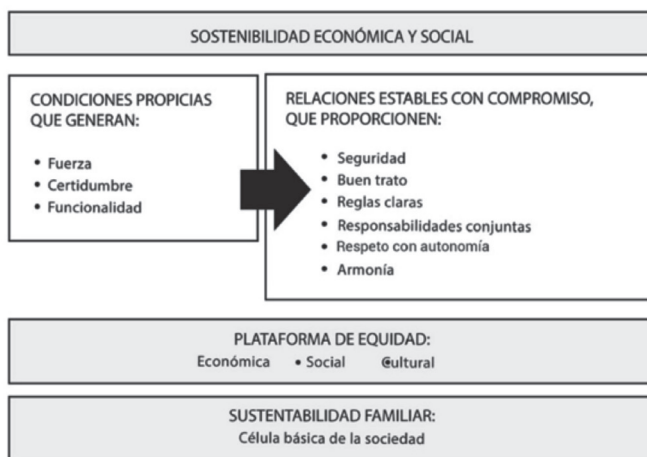 SOSTENIBILIDAD ECONÓMICA Y SOCIAL
CONDICIONES PROPICIAS
QUE GENERAN:
• Fuerza
• Certidumbre
• Funcionalidad
RELACIONES ESTABLES CON COMPROMISO,
QUE PROPORCIONEN:
• Seguridad
• Buen trato
• Reglas claras
• Responsabilidades conjuntas
• Respeto con autonomía
• Armonía
PLATAFORMA DE EQUIDAD:
Económica • Social • Cultural
SUSTENTABILIDAD FAMILIAR:
Célula básica de la sociedad